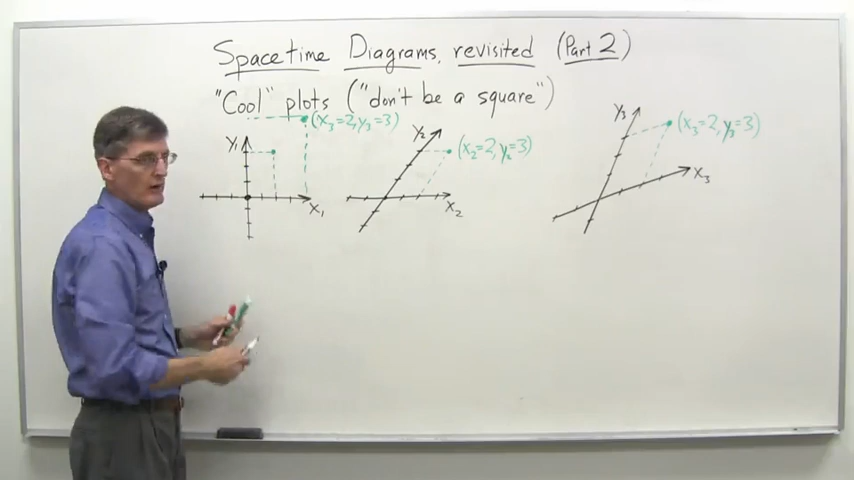 Spacetime Diagrams, revisited (Part 2)
"Cool" plots ("don't be a square")
(x₃=2, y₃=3)
y₁
x₁
y₂
(x₂=2, y₂=3)
x₂
y₃
(x₃=2, y₃=3)
x₃